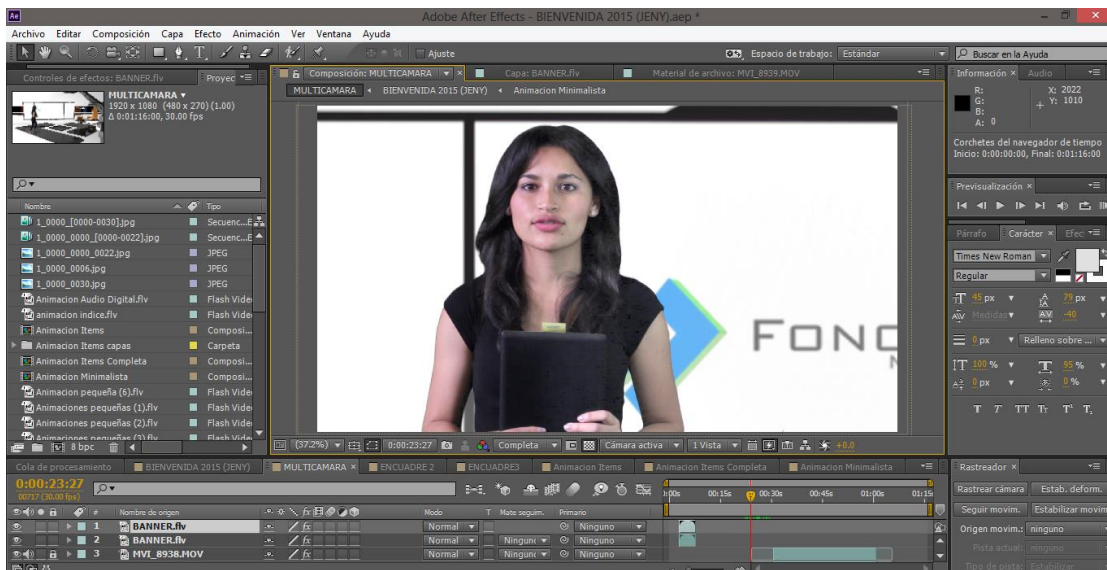 Adobe After Effects - BIENVENIDA 2015 (JENY).aep *
Archivo Editar Composición Capa Efecto Animación Ver Ventana Ayuda
Ajuste
Espacio de trabajo: Estándar
Buscar en la Ayuda
Controles de efectos: BANNER.flv
Proyec
MULTICAMARA
1920 x 1080 (480 x 270) (1.00)
Δ 0:01:16:00, 30.00 fps
Nombre Tipo
1_0000_[0000-0030].jpg Secuenc...E
1_0000_0000_[0000-0022].jpg Secuenc...E
1_0000_0000_0022.jpg JPEG
1_0000_0006.jpg JPEG
1_0000_0030.jpg JPEG
Animacion Audio Digital.flv Flash Vide
animacion indice.flv Flash Vide
Animacion Items Composi...
Animacion Items capas Carpeta
Animacion Items Completa Composi...
Animacion Minimalista Composi...
Animacion pequeña (6).flv Flash Vide
Animaciones pequeñas (1).flv Flash Vide
Animaciones pequeñas (2).flv Flash Vide
Animaciones pequeñas (3).flv Flash Vide
8 bpc
Composición: MULTICAMARA Capa: BANNER.flv Material de archivo: MVI_8939.MOV
MULTICAMARA BIENVENIDA 2015 (JENY) Animacion Minimalista
FONC
(37.2%) 0:00:23:27 Completa Cámara activa 1 Vista +0.0
Información Audio
R: X: 2022
G: Y: 1010
B:
A: 0
Corchetes del navegador de tiempo
Inicio: 0:00:00:00, Final: 0:01:16:00
Previsualización
Párrafo Carácter Efec
Times New Roman
Regular
45 px 79 px
Medidas -40
0 px Relleno sobre ...
100 % 95 %
0 px 0 %
T T TT Tt T¹ T₁
Cola de procesamiento BIENVENIDA 2015 (JENY) MULTICAMARA ENCUADRE 2 ENCUADRE3 Animacion Items Animacion Items Completa Animacion Minimalista
0:00:23:27
00717 (30.00 fps)
00:15s 00:30s 00:45s 01:00s 01:15
# Nombre de origen Modo T Mate seguim. Primario
1 BANNER.flv Normal Ninguno
2 BANNER.flv Normal Ninguno
3 MVI_8938.MOV Normal Ninguno
Rastreador
Rastrear cámara Estab. deform.
Seguir movim. Estabilizar movim
Origen movim.: ninguno
Pista actual: ninguno
Tipo de pista: Estabilizar